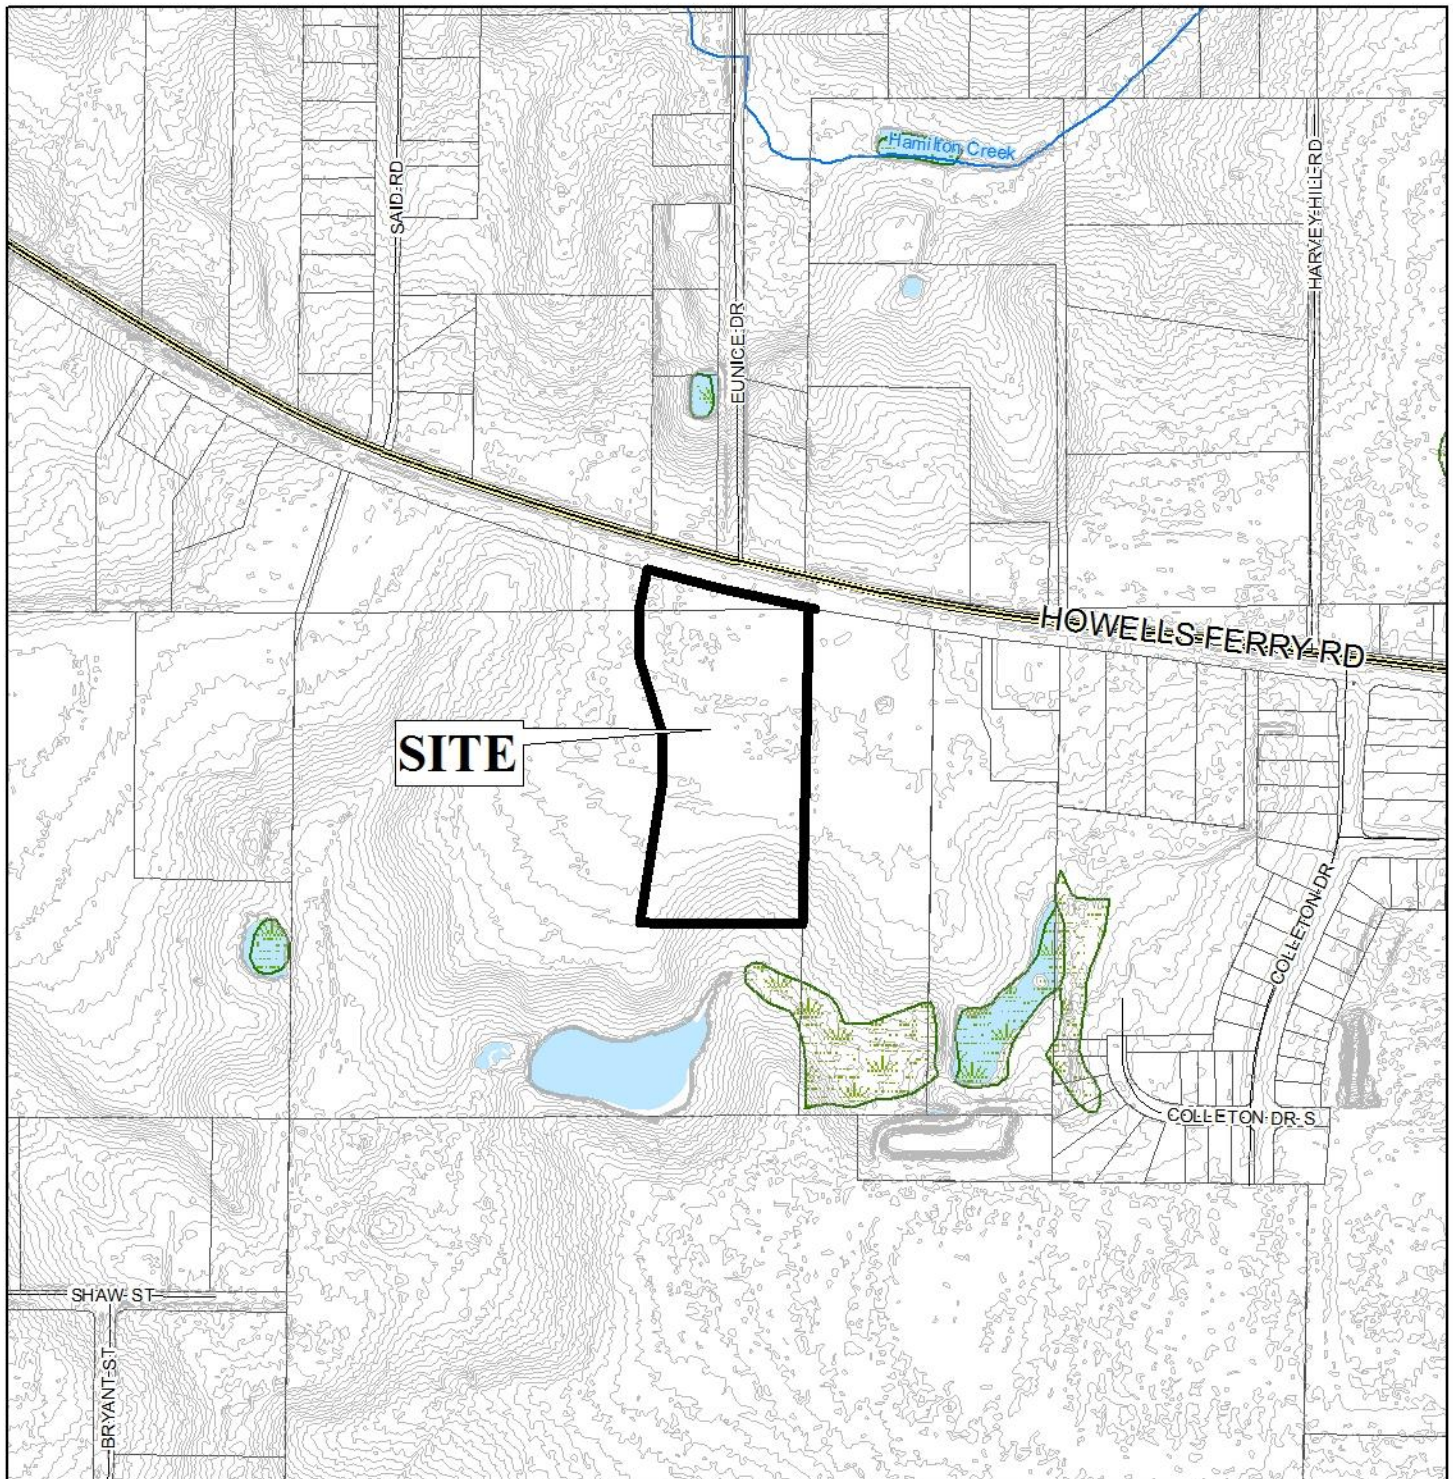 Hamilton Creek
SAID RD
HARVEY HILL RD
EUNICE DR
HOWELLS FERRY RD
SITE
COLLETON DR
COLLETON DR S
SHAW ST
BRYANT ST